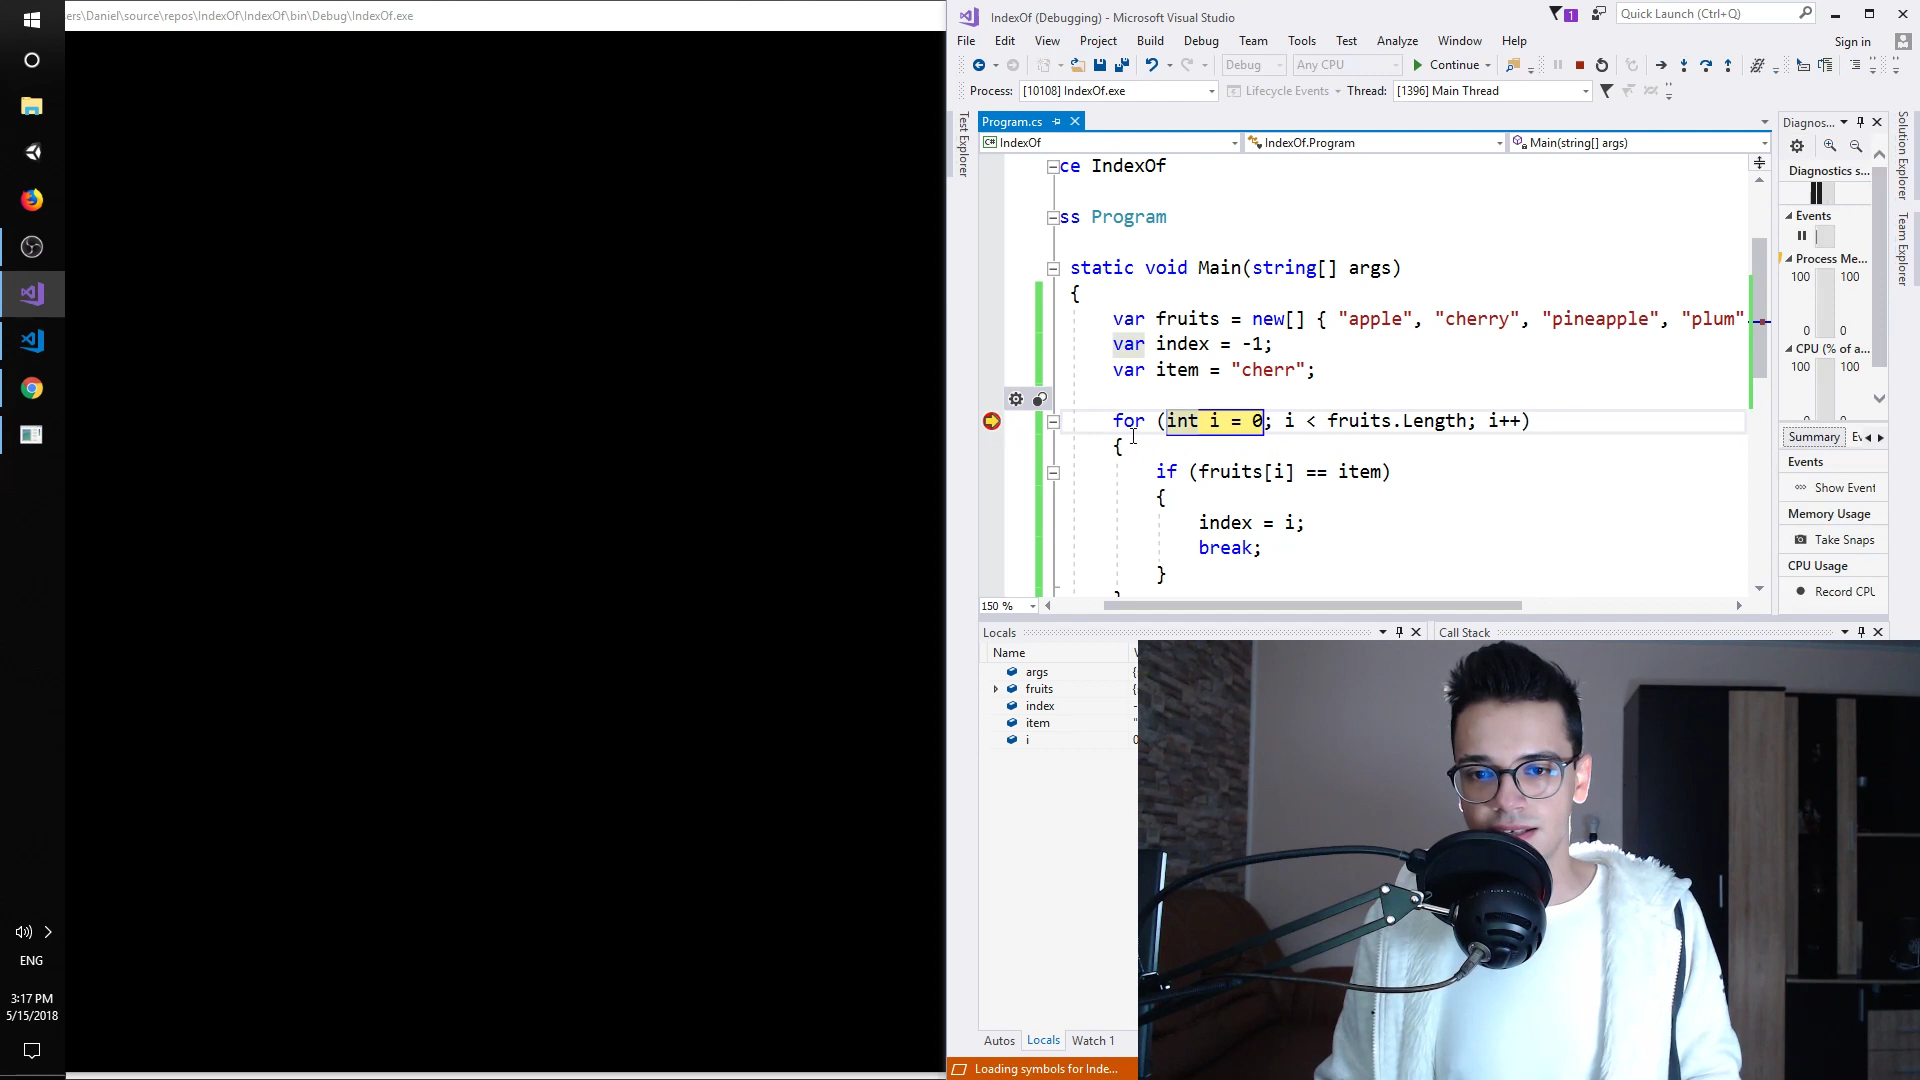 ers\Daniel\source\repos\IndexOf\IndexOf\bin\Debug\IndexOf.exe
IndexOf (Debugging) - Microsoft Visual Studio
1
Quick Launch (Ctrl+Q)
File Edit View Project Build Debug Team Tools Test Analyze Window Help
Sign in
Debug Any CPU Continue
Process: [10108] IndexOf.exe Lifecycle Events Thread: [1396] Main Thread
Test Explorer
Program.cs
C# IndexOf IndexOf.Program Main(string[] args)
ce IndexOf
ss Program
static void Main(string[] args)
{
var fruits = new[] { "apple", "cherry", "pineapple", "plum"
var index = -1;
var item = "cherr";
for (int i = 0; i < fruits.Length; i++)
{
if (fruits[i] == item)
{
index = i;
break;
}
150 %
Diagnos...
Diagnostics s...
Events
Process Me...
100 100
0 0
CPU (% of a...
100 100
Summary
Events
Show Event
Memory Usage
Take Snaps
CPU Usage
Record CPU
Solution Explorer
Team Explorer
Locals
Name
args
fruits
index
item
i
Call Stack
Autos Locals Watch 1
Loading symbols for Inde...
ENG
3:17 PM
5/15/2018